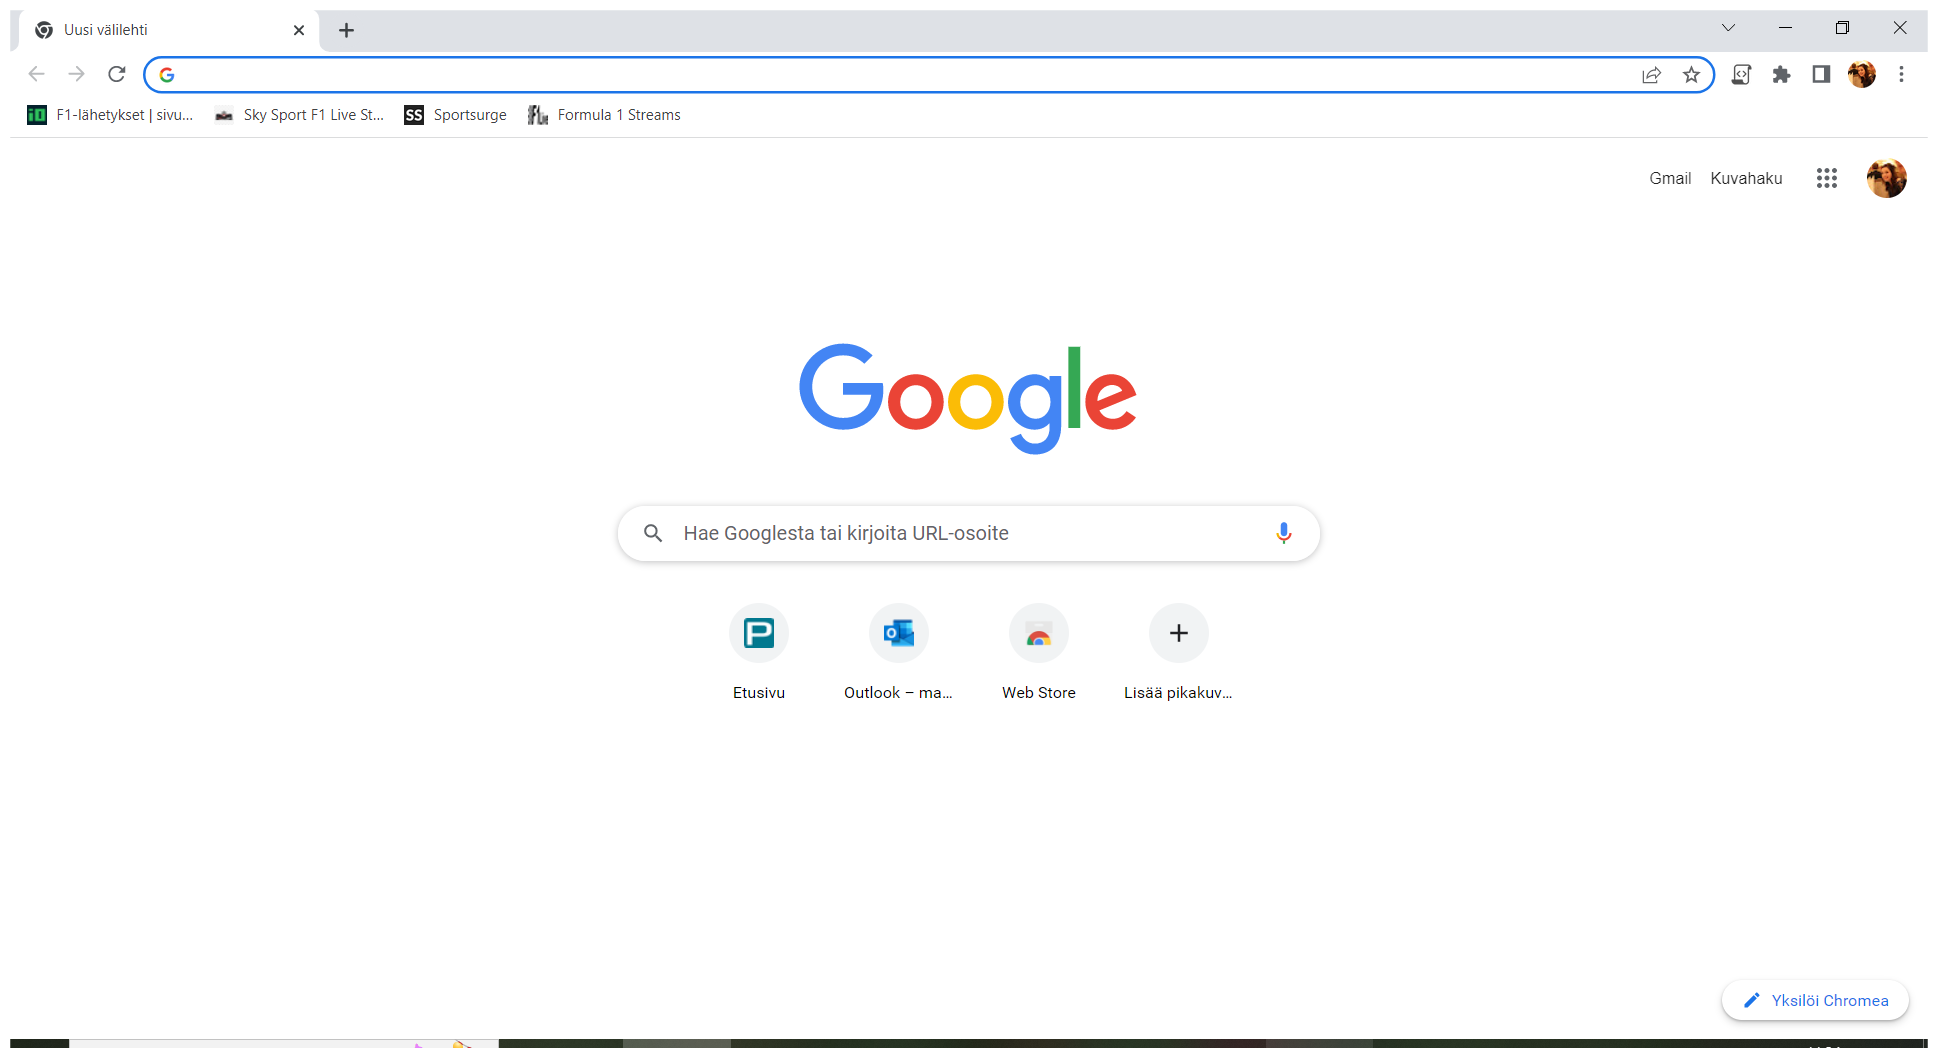 Uusi välilehti
F1-lähetykset | sivu...
Sky Sport F1 Live St...
SS Sportsurge
Formula 1 Streams
Gmail Kuvahaku
Google
Hae Googlesta tai kirjoita URL-osoite
Etusivu
Outlook – ma...
Web Store
Lisää pikakuv...
Yksilöi Chromea